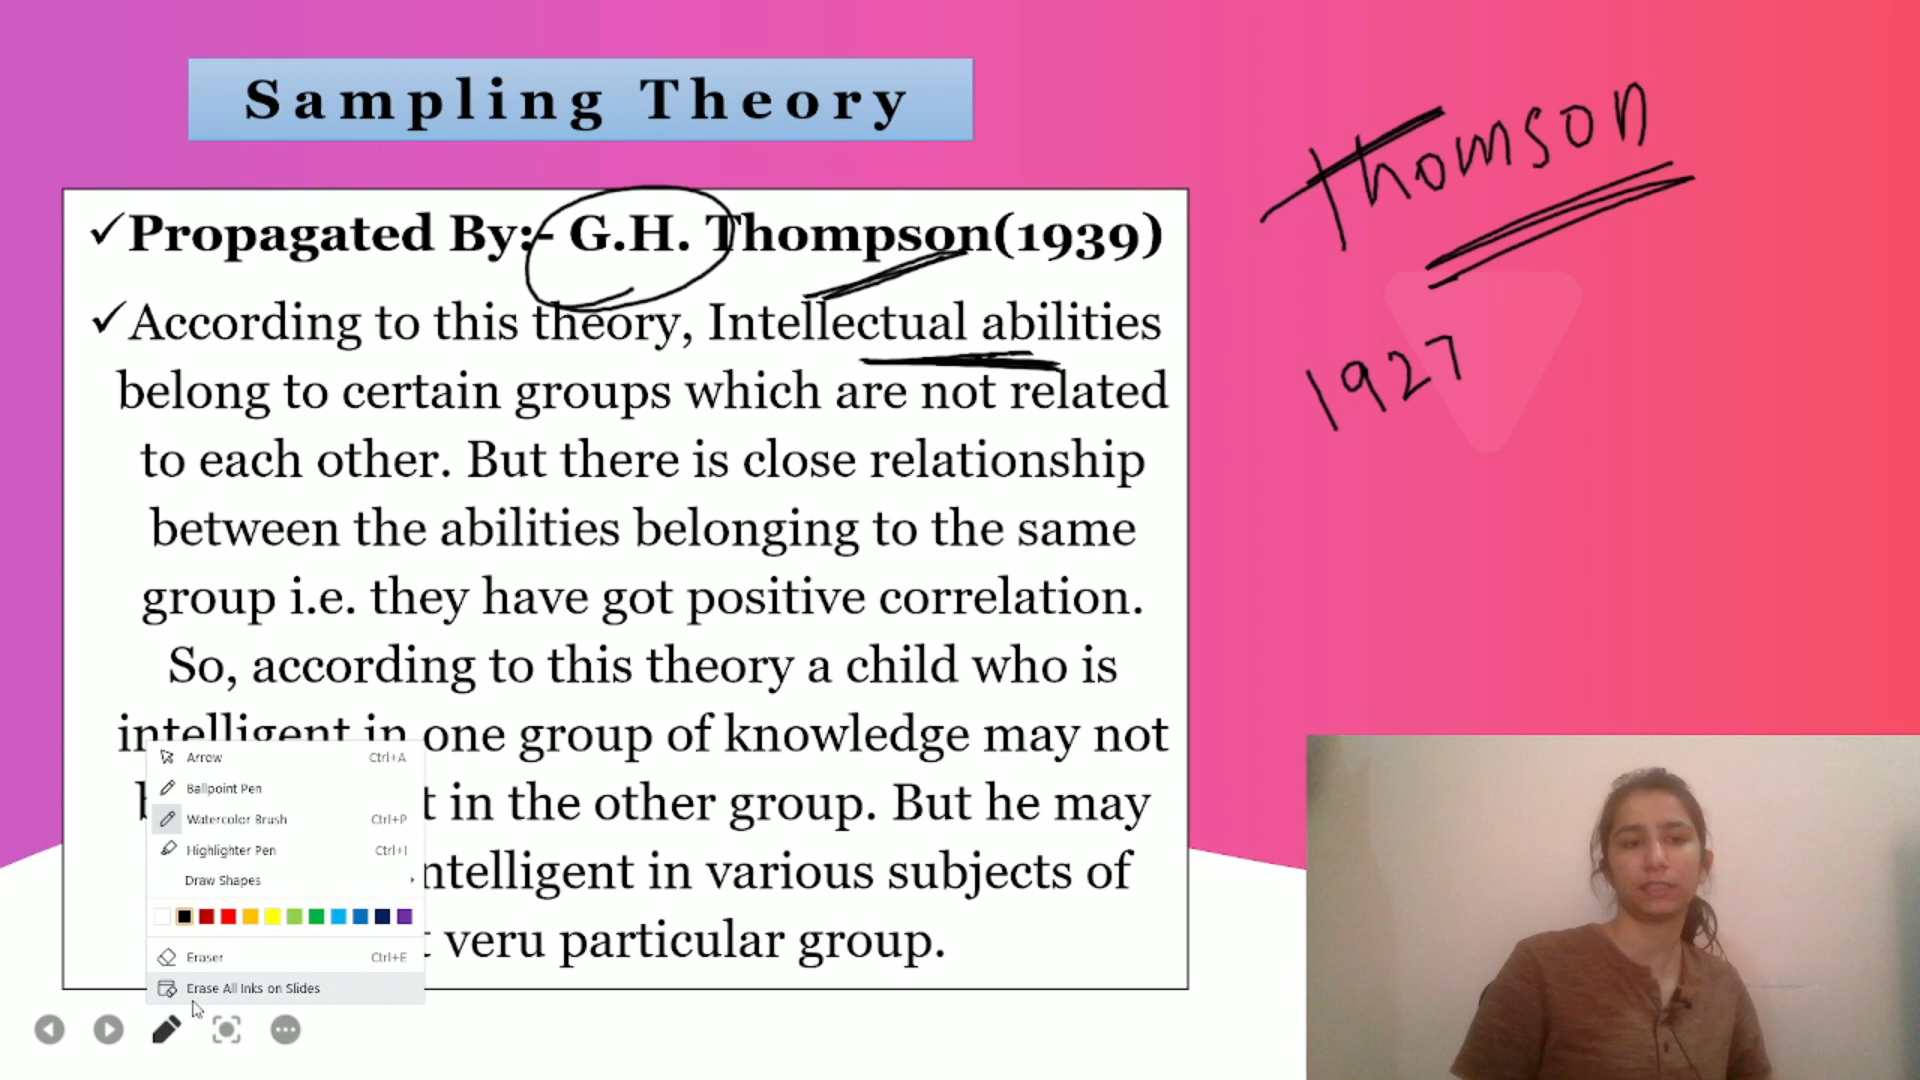 Sampling Theory
✓Propagated By:- G.H. Thompson(1939)
✓According to this theory, Intellectual abilities
belong to certain groups which are not related
to each other. But there is close relationship
between the abilities belonging to the same
group i.e. they have got positive correlation.
So, according to this theory a child who is
intelligent in one group of knowledge may not
t in the other group. But he may
ntelligent in various subjects of
t veru particular group.
Thomson
1927
Arrow Ctrl+A
Ballpoint Pen
Watercolor Brush Ctrl+P
Highlighter Pen Ctrl+I
Draw Shapes
Eraser Ctrl+E
Erase All Inks on Slides